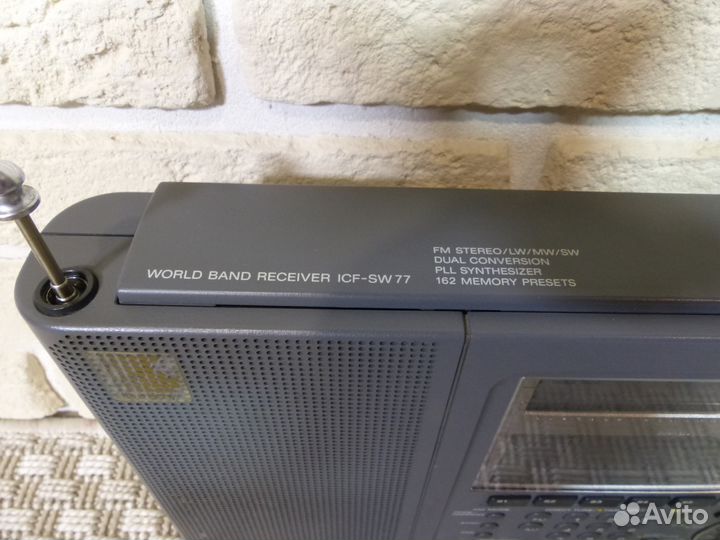 FM STEREO/LW/MW/SW
DUAL CONVERSION
PLL SYNTHESIZER
162 MEMORY PRESETS
WORLD BAND RECEIVER ICF-SW77
Avito